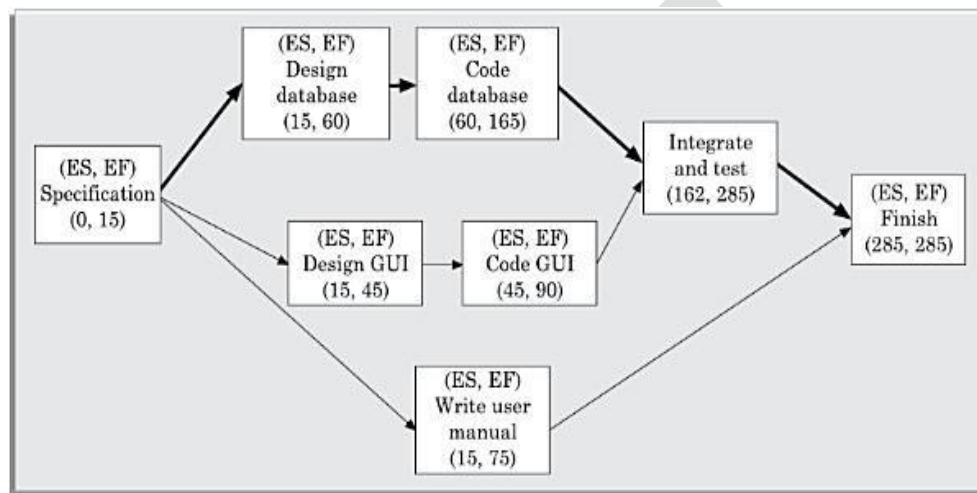 (ES, EF)
Specification
(0, 15)
(ES, EF)
Design
database
(15, 60)
(ES, EF)
Code
database
(60, 165)
(ES, EF)
Design GUI
(15, 45)
(ES, EF)
Code GUI
(45, 90)
(ES, EF)
Write user
manual
(15, 75)
Integrate
and test
(162, 285)
(ES, EF)
Finish
(285, 285)